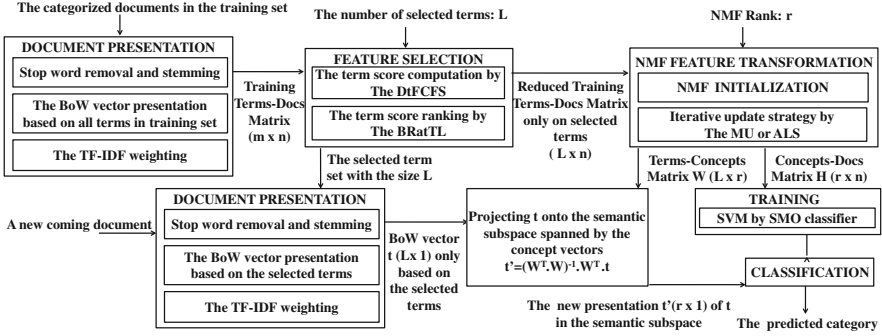 The categorized documents in the training set
The number of selected terms: L
NMF Rank: r
DOCUMENT PRESENTATION
Stop word removal and stemming
The BoW vector presentation
based on all terms in training set
The TF-IDF weighting
Training
Terms-Docs
Matrix
(m x n)
FEATURE SELECTION
The term score computation by
The DtFCFS
The term score ranking by
The BRatTL
Reduced Training
Terms-Docs Matrix
only on selected
terms
( L x n)
NMF FEATURE TRANSFORMATION
NMF INITIALIZATION
Iterative update strategy by
The MU or ALS
The selected term
set with the size L
Terms-Concepts
Matrix W (L x r)
Concepts-Docs
Matrix H (r x n)
A new coming document
DOCUMENT PRESENTATION
Stop word removal and stemming
The BoW vector presentation
based on the selected terms
The TF-IDF weighting
BoW vector
t (Lx 1) only
based on
the selected
terms
Projecting t onto the semantic
subspace spanned by the
concept vectors
t'=(Wᵀ.W)⁻¹.Wᵀ.t
TRAINING
SVM by SMO classifier
CLASSIFICATION
The new presentation t'(r x 1) of t
in the semantic subspace
The predicted category